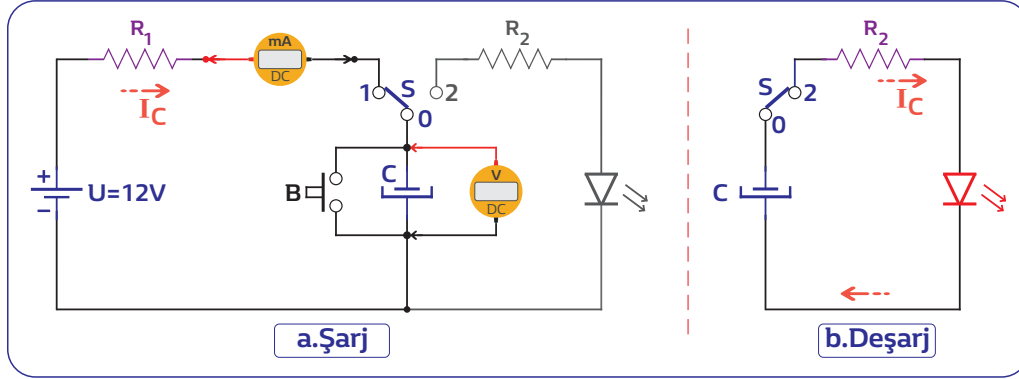 R1
mA
DC
R2
IC
1
S
2
0
+
U=12V
−
B
C
V
DC
a.Şarj
R2
S
2
IC
0
C
b.Deşarj